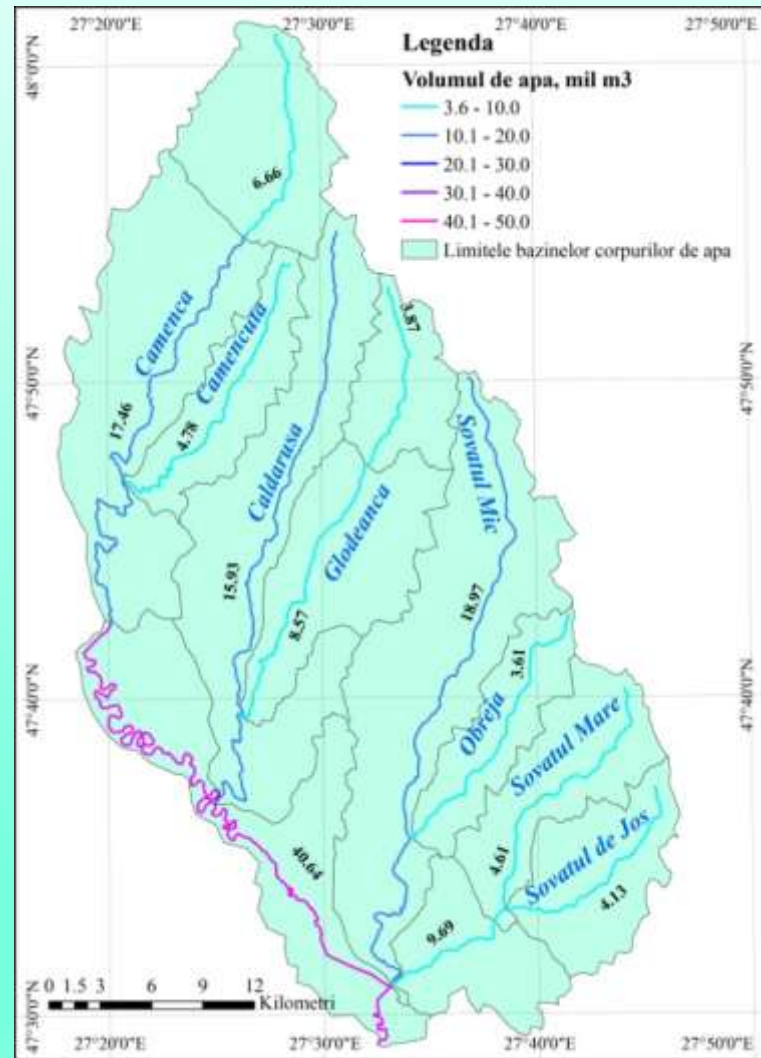 27°20'0"E 27°30'0"E 27°40'0"E 27°50'0"E
48°0'0"N
Legenda
Volumul de apa, mil m3
3.6 - 10.0
10.1 - 20.0
20.1 - 30.0
30.1 - 40.0
40.1 - 50.0
Limitele bazinelor corpurilor de apa
6.66
Camenca
Camencuta
3.87
47°50'0"N
47°50'0"N
17.46
4.78
Caldarusa
Sovatul Mic
Glodeanca
15.93
8.57
18.97
3.61
Obreja
47°40'0"N
47°40'0"N
Sovatul Mare
Sovatul de Jos
40.64
4.61
4.13
9.69
0 1.5 3 6 9 12
Kilometri
47°30'0"N
27°20'0"E 27°30'0"E 27°40'0"E 27°50'0"E